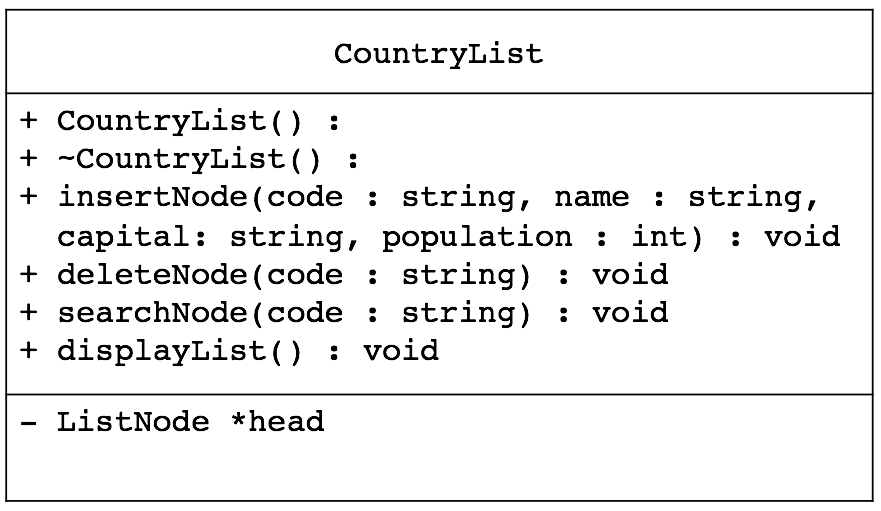 CountryList
+ CountryList() :
+ ~CountryList() :
+ insertNode(code : string, name : string,
capital: string, population : int) : void
+ deleteNode(code : string) : void
+ searchNode(code : string) : void
+ displayList() : void
- ListNode *head